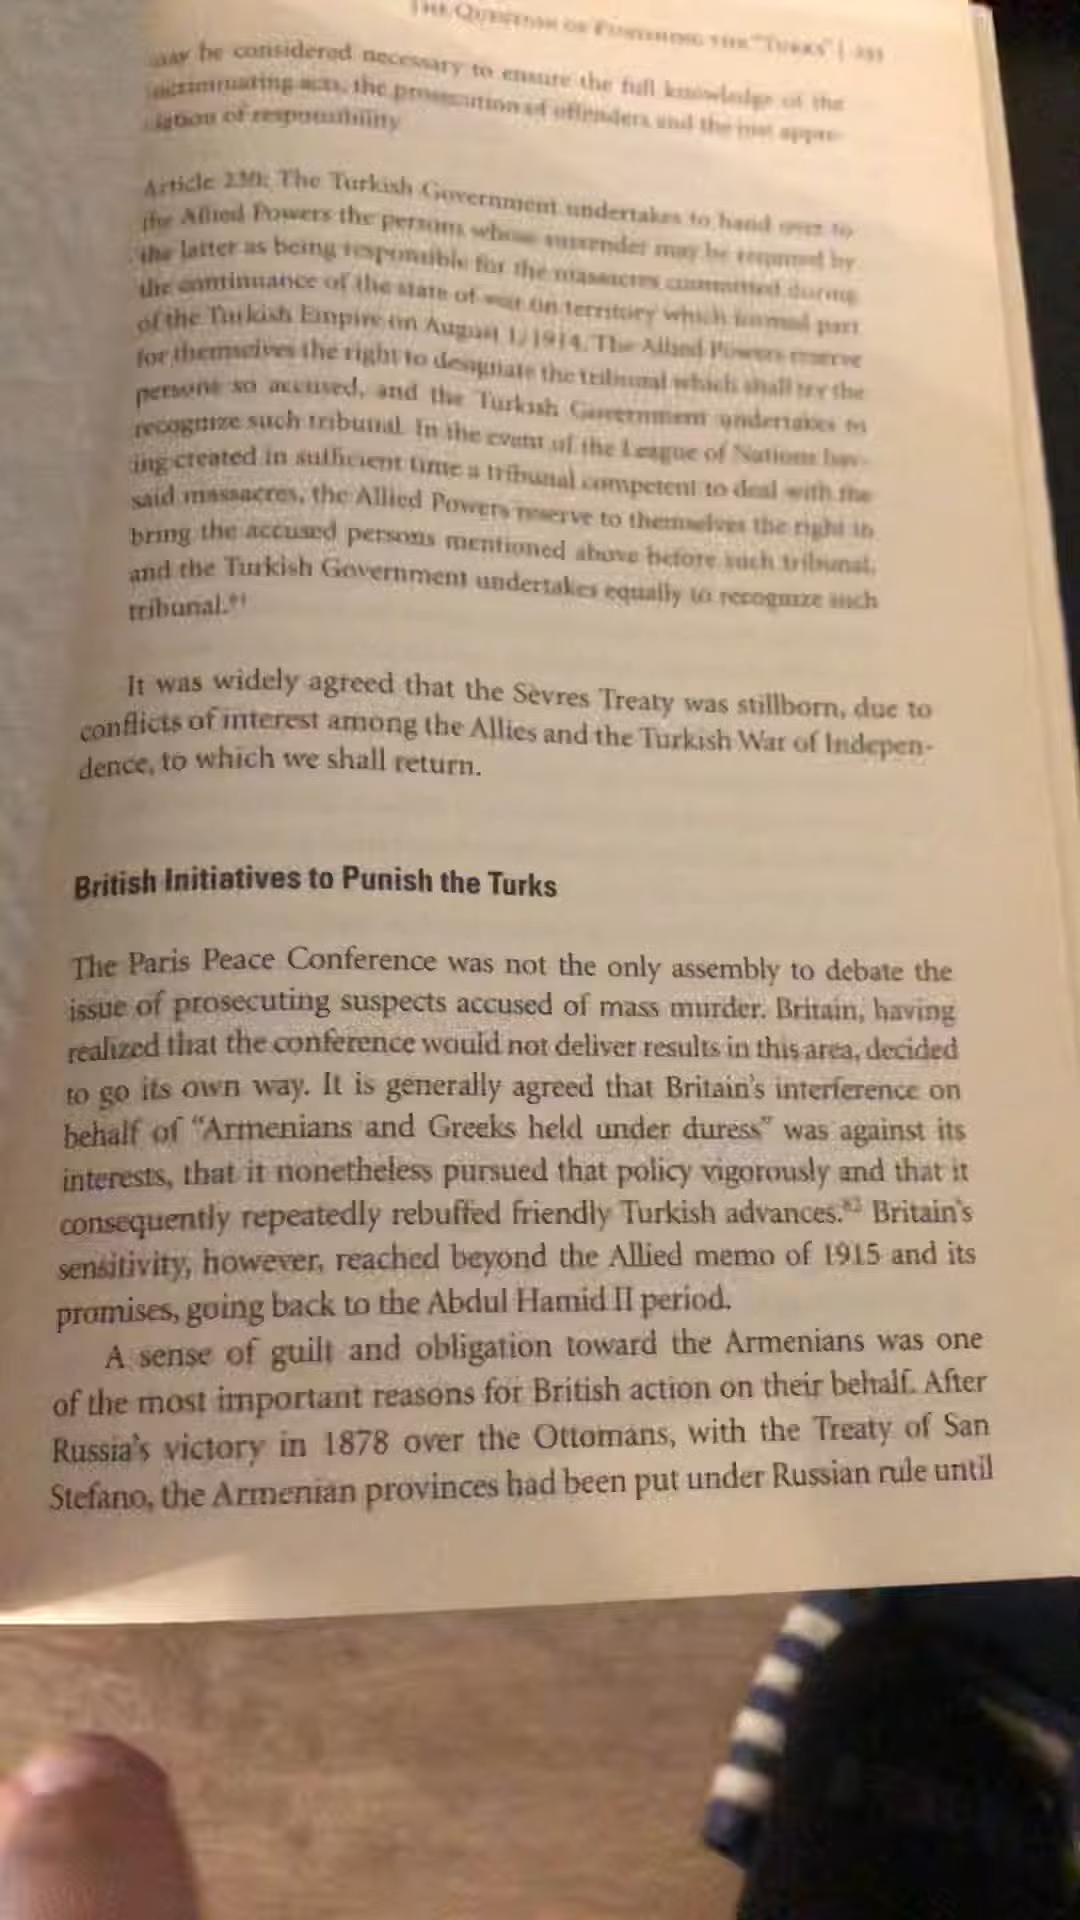 THE QUESTION OF PUNISHING THE "TURKS" |
may be considered necessary to ensure the full knowledge of the
incriminating acts, the prosecution of offenders and the just appre-
ciation of responsibility.
Article 230: The Turkish Government undertakes to hand over to
the Allied Powers the persons whose surrender may be required by
the latter as being responsible for the massacres committed during
the continuance of the state of war on territory which formed part
of the Turkish Empire on August 1, 1914. The Allied Powers reserve
for themselves the right to designate the tribunal which shall try the
persons so accused, and the Turkish Government undertakes to
recognize such tribunal. In the event of the League of Nations hav-
ing created in sufficient time a tribunal competent to deal with the
said massacres, the Allied Powers reserve to themselves the right to
bring the accused persons mentioned above before such tribunal,
and the Turkish Government undertakes equally to recognize such
tribunal.⁸¹
It was widely agreed that the Sèvres Treaty was stillborn, due to
conflicts of interest among the Allies and the Turkish War of Indepen-
dence, to which we shall return.
British Initiatives to Punish the Turks
The Paris Peace Conference was not the only assembly to debate the
issue of prosecuting suspects accused of mass murder. Britain, having
realized that the conference would not deliver results in this area, decided
to go its own way. It is generally agreed that Britain's interference on
behalf of "Armenians and Greeks held under duress" was against its
interests, that it nonetheless pursued that policy vigorously and that it
consequently repeatedly rebuffed friendly Turkish advances.⁸² Britain's
sensitivity, however, reached beyond the Allied memo of 1915 and its
promises, going back to the Abdul Hamid II period.
A sense of guilt and obligation toward the Armenians was one
of the most important reasons for British action on their behalf. After
Russia's victory in 1878 over the Ottomans, with the Treaty of San
Stefano, the Armenian provinces had been put under Russian rule until